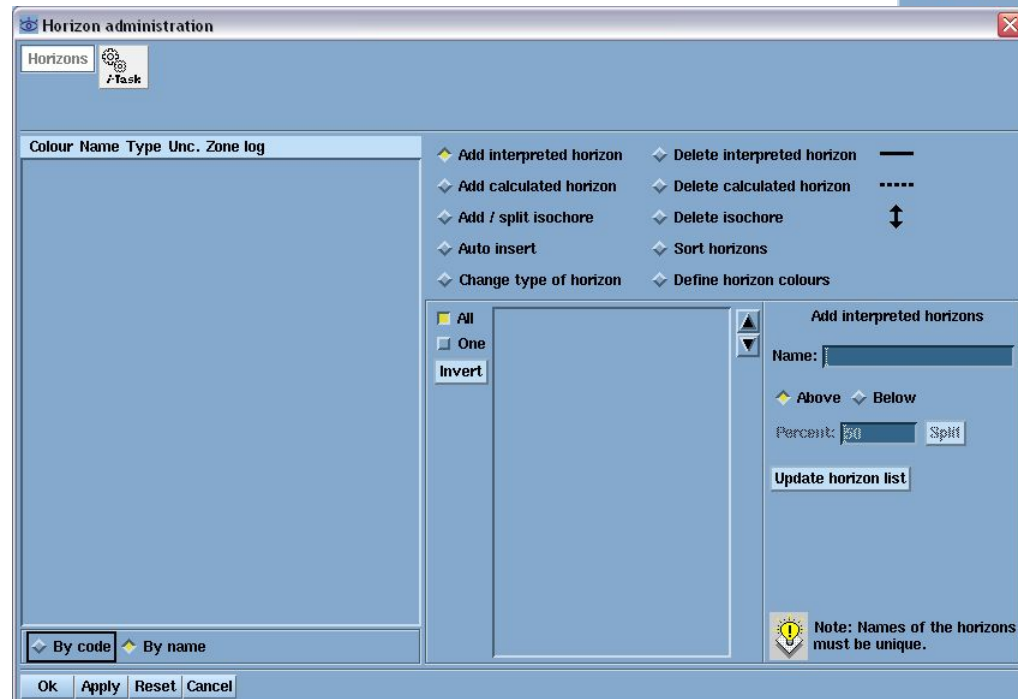 Horizon administration
Horizons
i-Task
Colour Name Type Unc. Zone log
Add interpreted horizon Delete interpreted horizon
Add calculated horizon Delete calculated horizon
Add / split isochore Delete isochore
Auto insert Sort horizons
Change type of horizon Define horizon colours
All
One
Invert
Add interpreted horizons
Name:
Above Below
Percent: 50 Split
Update horizon list
Note: Names of the horizons
must be unique.
By code By name
Ok Apply Reset Cancel